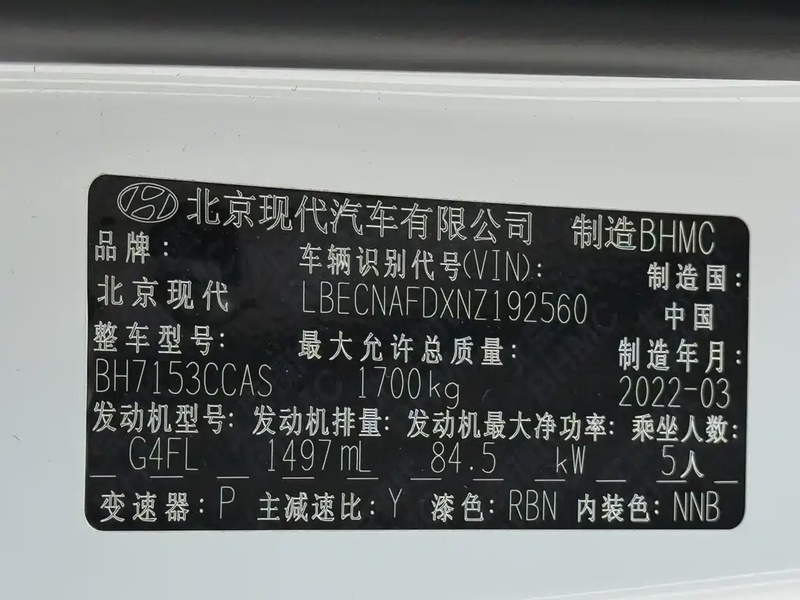 北京现代汽车有限公司 制造BHMC
品牌: 车辆识别代号(VIN): 制造国:
北京现代 LBECNAFDXNZ192560 中国
整车型号: 最大允许总质量: 制造年月:
BH7153CCAS 1700kg 2022-03
发动机型号: 发动机排量: 发动机最大净功率: 乘坐人数:
G4FL 1497mL 84.5 kW 5人
变速器: P 主减速比: Y 漆色: RBN 内装色: NNB